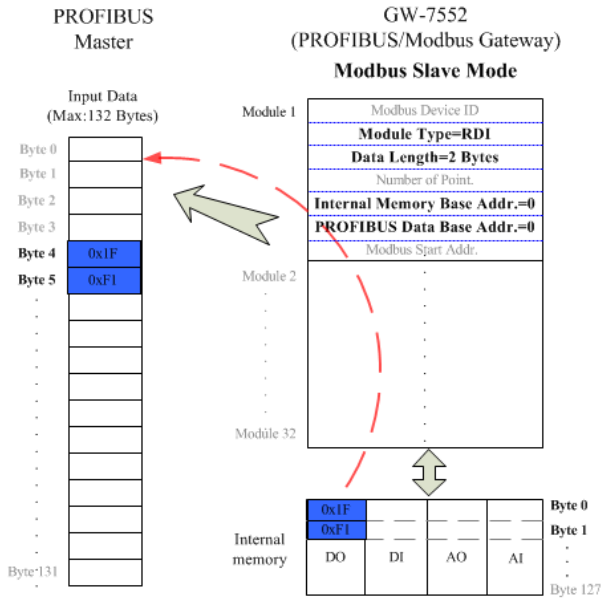 PROFIBUS
Master
GW-7552
(PROFIBUS/Modbus Gateway)
Modbus Slave Mode
Input Data
(Max:132 Bytes)
Byte 0
Byte 1
Byte 2
Byte 3
Byte 4
0x1F
Byte 5
0xF1
Byte 131
Module 1
Modbus Device ID
Module Type=RDI
Data Length=2 Bytes
Number of Point.
Internal Memory Base Addr.=0
PROFIBUS Data Base Addr.=0
Modbus Start Addr.
Module 2
Module 32
Internal
memory
0x1F
Byte 0
0xF1
Byte 1
DO
DI
AO
AI
Byte 127